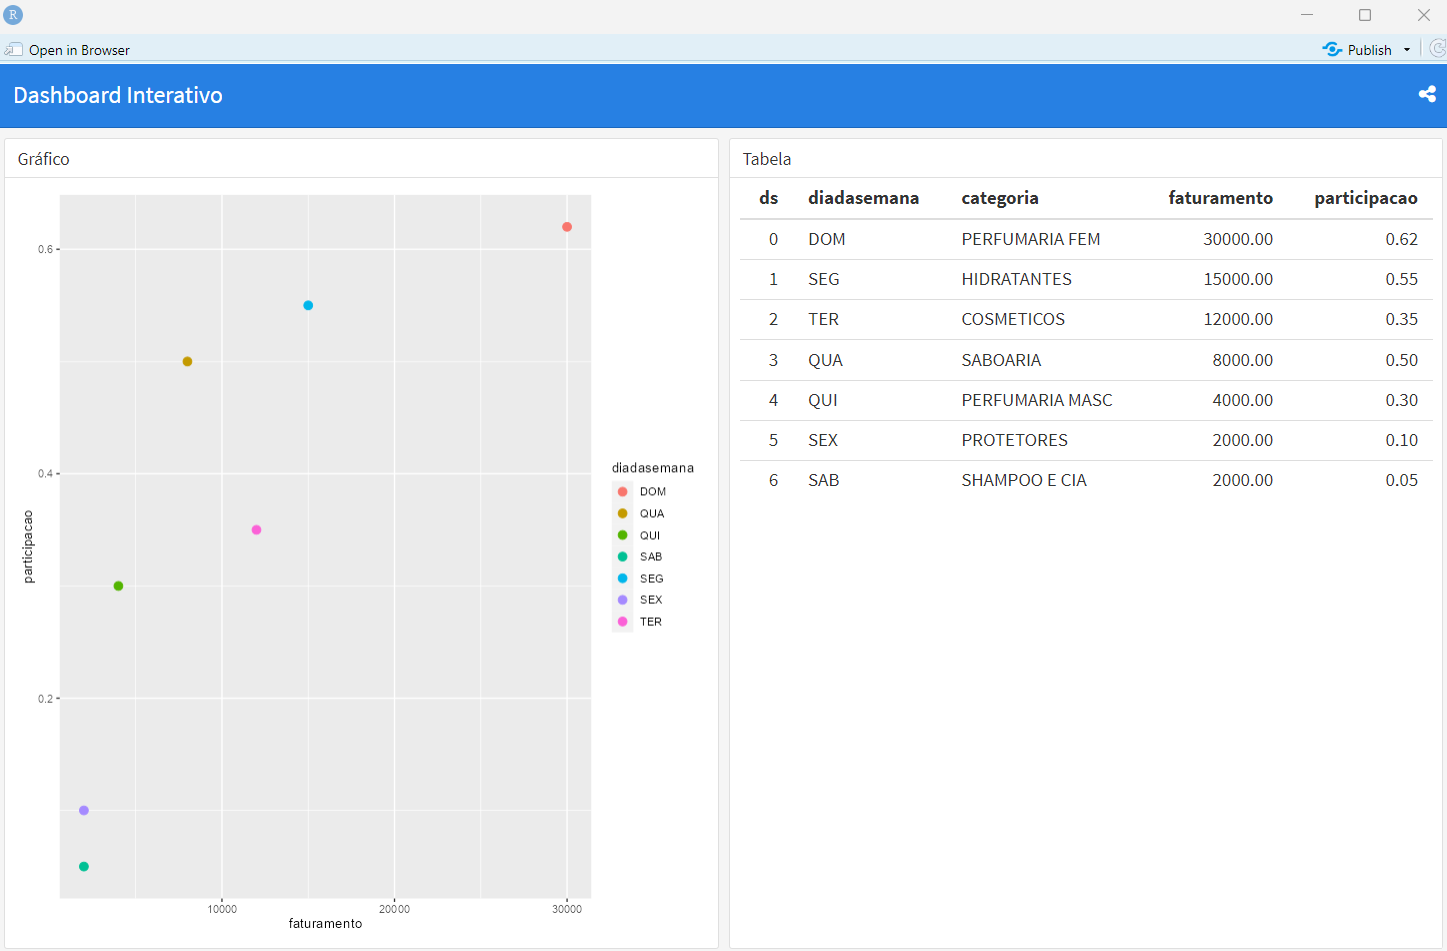 R
Open in Browser
Publish
Dashboard Interativo
Gráfico
0.6
0.4
0.2
participacao
10000 20000 30000
faturamento
diadasemana
DOM
QUA
QUI
SAB
SEG
SEX
TER
Tabela
ds diadasemana categoria faturamento participacao
0 DOM PERFUMARIA FEM 30000.00 0.62
1 SEG HIDRATANTES 15000.00 0.55
2 TER COSMETICOS 12000.00 0.35
3 QUA SABOARIA 8000.00 0.50
4 QUI PERFUMARIA MASC 4000.00 0.30
5 SEX PROTETORES 2000.00 0.10
6 SAB SHAMPOO E CIA 2000.00 0.05